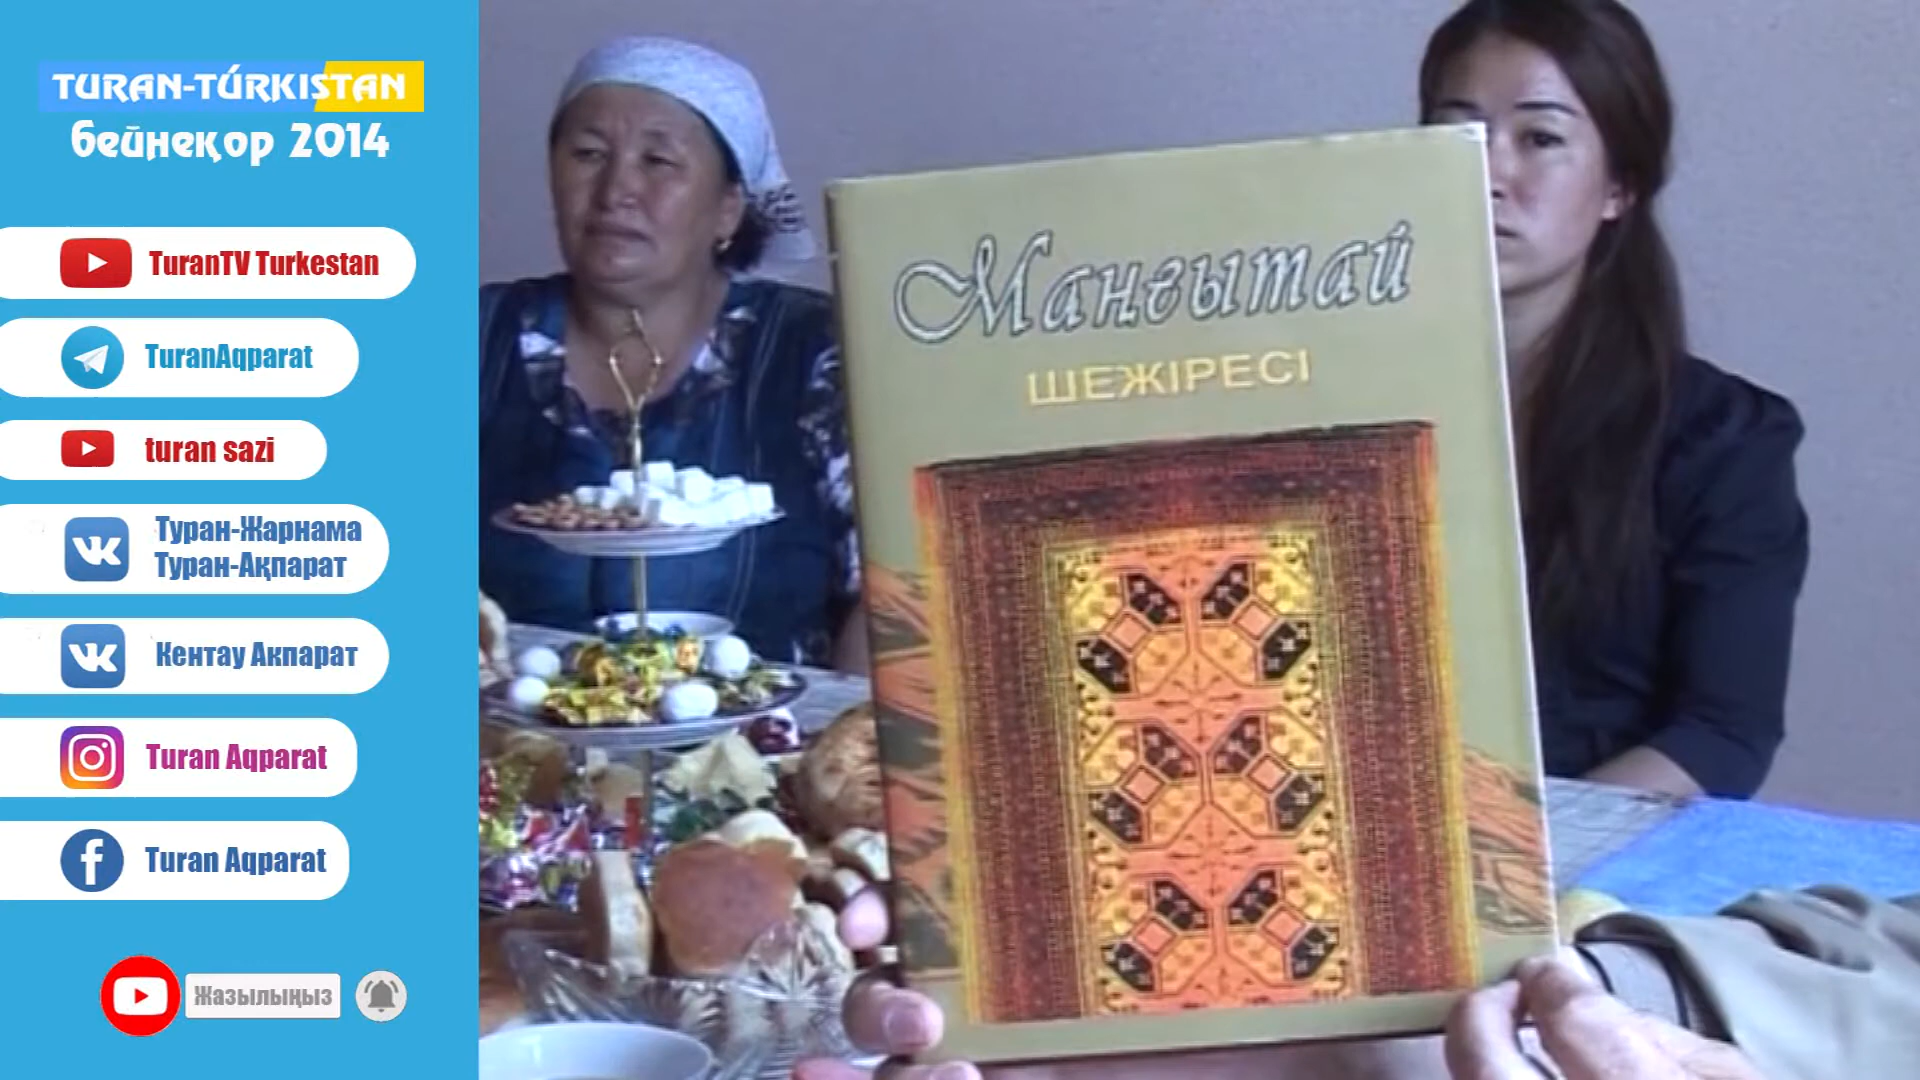 TURAN-TÚRKISTAN
бейнеқор 2014
TuranTV Turkestan
TuranAqparat
turan sazi
Туран-Жарнама
Туран-Ақпарат
Кентау Акпарат
Turan Aqparat
Turan Aqparat
Жазылыңыз
Маңғытай
ШЕЖІРЕСІ